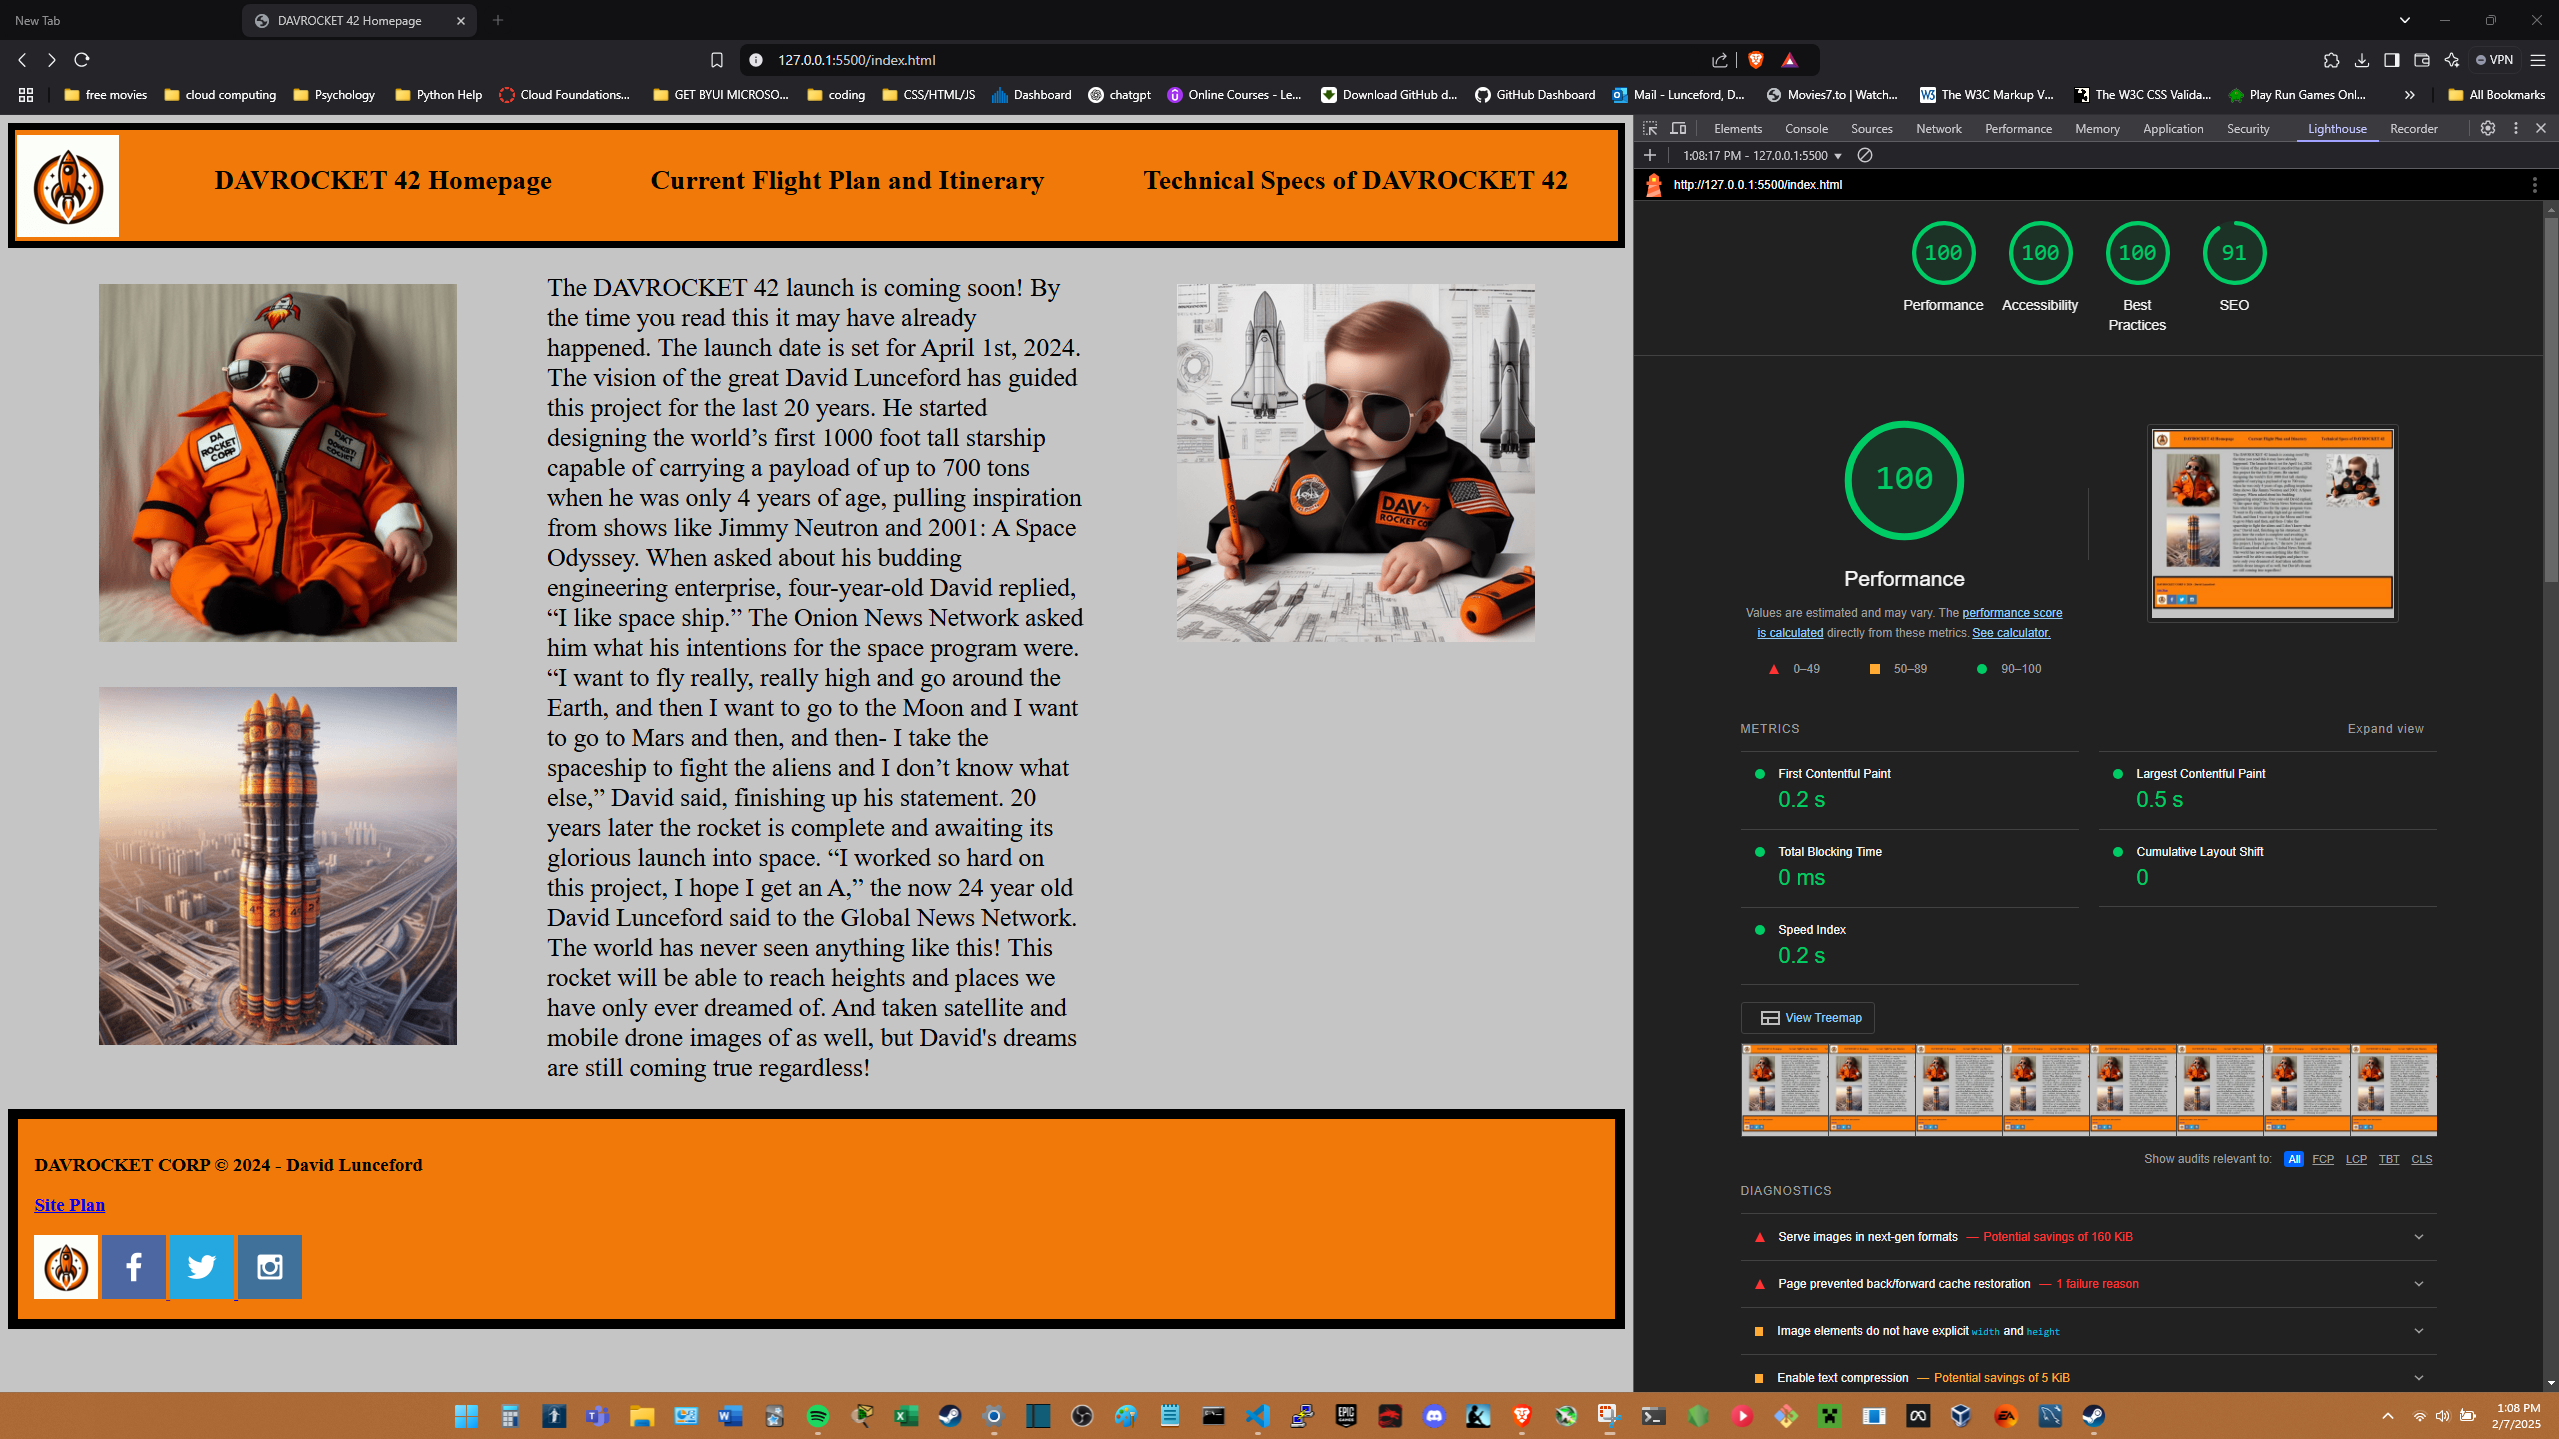 New Tab
DAVROCKET 42 Homepage
127.0.0.1:5500/index.html
VPN
free movies
cloud computing
Psychology
Python Help
Cloud Foundations...
GET BYUI MICROSO...
coding
CSS/HTML/JS
Dashboard
chatgpt
Online Courses - Le...
Download GitHub d...
GitHub Dashboard
Mail - Lunceford, D...
Movies7.to | Watch...
The W3C Markup V...
The W3C CSS Valida...
Play Run Games Onl...
All Bookmarks
DAVROCKET 42 Homepage
Current Flight Plan and Itinerary
Technical Specs of DAVROCKET 42
DA
ROCKET
CORP
The DAVROCKET 42 launch is coming soon! By
the time you read this it may have already
happened. The launch date is set for April 1st, 2024.
The vision of the great David Lunceford has guided
this project for the last 20 years. He started
designing the world’s first 1000 foot tall starship
capable of carrying a payload of up to 700 tons
when he was only 4 years of age, pulling inspiration
from shows like Jimmy Neutron and 2001: A Space
Odyssey. When asked about his budding
engineering enterprise, four-year-old David replied,
“I like space ship.” The Onion News Network asked
him what his intentions for the space program were.
“I want to fly really, really high and go around the
Earth, and then I want to go to the Moon and I want
to go to Mars and then, and then- I take the
spaceship to fight the aliens and I don’t know what
else,” David said, finishing up his statement. 20
years later the rocket is complete and awaiting its
glorious launch into space. “I worked so hard on
this project, I hope I get an A,” the now 24 year old
David Lunceford said to the Global News Network.
The world has never seen anything like this! This
rocket will be able to reach heights and places we
have only ever dreamed of. And taken satellite and
mobile drone images of as well, but David's dreams
are still coming true regardless!
DAV
ROCKET CO
DAVROCKET CORP © 2024 - David Lunceford
Site Plan
Elements
Console
Sources
Network
Performance
Memory
Application
Security
Lighthouse
Recorder
1:08:17 PM - 127.0.0.1:5500
http://127.0.0.1:5500/index.html
100
100
100
91
Performance
Accessibility
Best
Practices
SEO
100
Performance
Values are estimated and may vary. The performance score
is calculated directly from these metrics. See calculator.
0–49
50–89
90–100
METRICS
Expand view
First Contentful Paint
0.2 s
Largest Contentful Paint
0.5 s
Total Blocking Time
0 ms
Cumulative Layout Shift
0
Speed Index
0.2 s
View Treemap
Show audits relevant to: All FCP LCP TBT CLS
DIAGNOSTICS
Serve images in next-gen formats — Potential savings of 160 KiB
Page prevented back/forward cache restoration — 1 failure reason
Image elements do not have explicit width and height
Enable text compression — Potential savings of 5 KiB
1:08 PM
2/7/2025